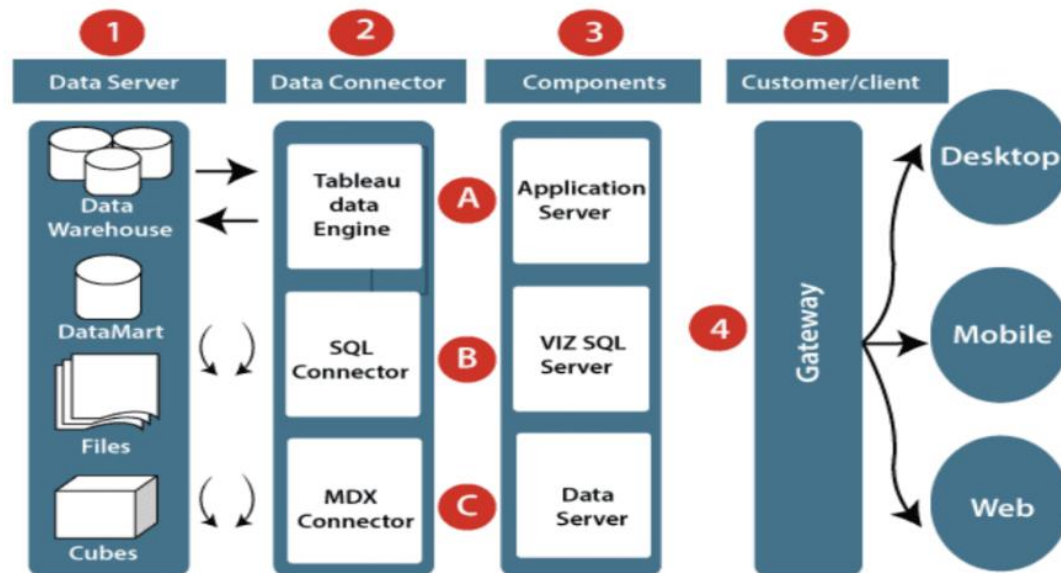 1
2
3
5
Data Server
Data Connector
Components
Customer/client
Data
Warehouse
DataMart
Files
Cubes
Tableau
data
Engine
SQL
Connector
MDX
Connector
A
B
C
Application
Server
VIZ SQL
Server
Data
Server
4
Gateway
Desktop
Mobile
Web